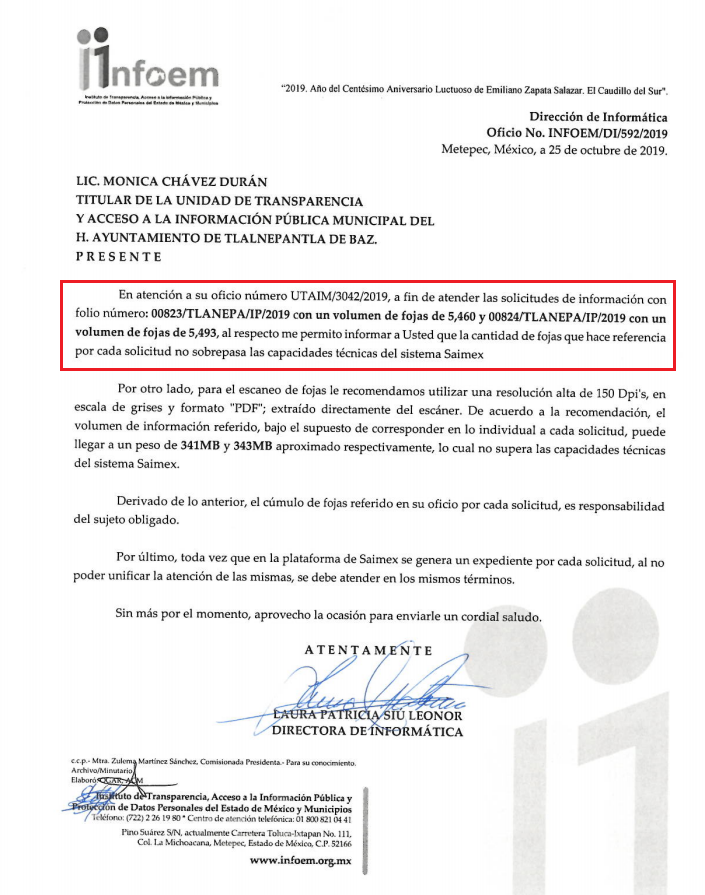 infoem
Instituto de Transparencia, Acceso a la Información Pública y
Protección de Datos Personales del Estado de México y Municipios
"2019. Año del Centésimo Aniversario Luctuoso de Emiliano Zapata Salazar. El Caudillo del Sur".
Dirección de Informática
Oficio No. INFOEM/DI/592/2019
Metepec, México, a 25 de octubre de 2019.
LIC. MONICA CHÁVEZ DURÁN
TITULAR DE LA UNIDAD DE TRANSPARENCIA
Y ACCESO A LA INFORMACIÓN PÚBLICA MUNICIPAL DEL
H. AYUNTAMIENTO DE TLALNEPANTLA DE BAZ.
P R E S E N T E
En atención a su oficio número UTAIM/3042/2019, a fin de atender las solicitudes de información con
folio número: 00823/TLANEPA/IP/2019 con un volumen de fojas de 5,460 y 00824/TLANEPA/IP/2019 con un
volumen de fojas de 5,493, al respecto me permito informar a Usted que la cantidad de fojas que hace referencia
por cada solicitud no sobrepasa las capacidades técnicas del sistema Saimex
Por otro lado, para el escaneo de fojas le recomendamos utilizar una resolución alta de 150 Dpi's, en
escala de grises y formato "PDF"; extraído directamente del escáner. De acuerdo a la recomendación, el
volumen de información referido, bajo el supuesto de corresponder en lo individual a cada solicitud, puede
llegar a un peso de 341MB y 343MB aproximado respectivamente, lo cual no supera las capacidades técnicas
del sistema Saimex.
Derivado de lo anterior, el cúmulo de fojas referido en su oficio por cada solicitud, es responsabilidad
del sujeto obligado.
Por último, toda vez que en la plataforma de Saimex se genera un expediente por cada solicitud, al no
poder unificar la atención de las mismas, se debe atender en los mismos términos.
Sin más por el momento, aprovecho la ocasión para enviarle un cordial saludo.
A T E N T A M E N T E
LAURA PATRICIA SIU LEONOR
DIRECTORA DE INFORMÁTICA
c.c.p.- Mtra. Zulema Martínez Sánchez, Comisionada Presidenta.- Para su conocimiento.
Archivo/Minutario
Elaboró
Instituto de Transparencia, Acceso a la Información Pública y
Protección de Datos Personales del Estado de México y Municipios
Teléfono: (722) 2 26 19 80 * Centro de atención telefónica: 01 800 821 04 41
Pino Suárez S/N, actualmente Carretera Toluca-Ixtapan No. 111,
Col. La Michoacana, Metepec, Estado de México, C.P. 52166
www.infoem.org.mx